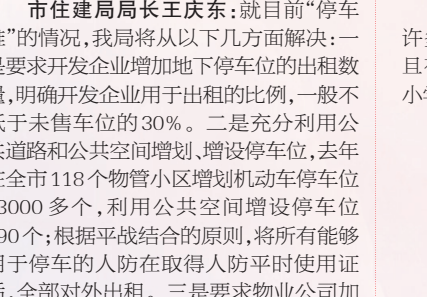 市住建局局长王庆东:就目前“停车
”的情况,我局将从以下几方面解决:一
是要求开发企业增加地下停车位的出租数
量,明确开发企业用于出租的比例,一般不
低于未售车位的30%。二是充分利用公
共道路和公共空间增划、增设停车位,去年
在全市118个物管小区增划机动车停车位
3000多个,利用公共空间增设停车位
90个;根据平战结合的原则,将所有能够
用于停车的人防在取得人防平时使用证
后,全部对外出租。三是要求物业公司加
许
且
小